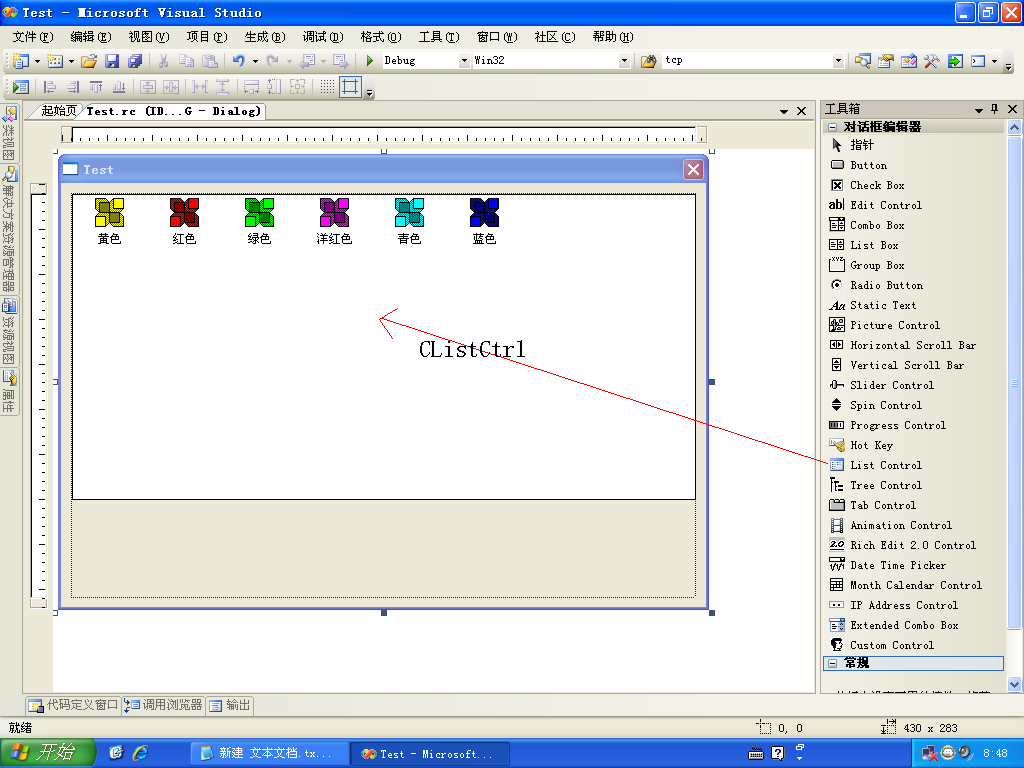 Test - Microsoft Visual Studio
文件(F) 编辑(E) 视图(V) 项目(P) 生成(B) 调试(D) 格式(O) 工具(T) 窗口(W) 社区(C) 帮助(H)
Debug Win32 tcp
起始页 Test.rc (ID...G - Dialog)
类视图
解决方案资源管理器
资源视图
属性
Test
黄色 红色 绿色 洋红色 青色 蓝色
CListCtrl
工具箱
对话框编辑器
指针
Button
Check Box
Edit Control
Combo Box
List Box
Group Box
Radio Button
Static Text
Picture Control
Horizontal Scroll Bar
Vertical Scroll Bar
Slider Control
Spin Control
Progress Control
Hot Key
List Control
Tree Control
Tab Control
Animation Control
Rich Edit 2.0 Control
Date Time Picker
Month Calendar Control
IP Address Control
Extended Combo Box
Custom Control
常规
代码定义窗口 调用浏览器 输出
就绪 0, 0 430 x 283
开始 新建 文本文档.tx... Test - Microsoft... 8:48